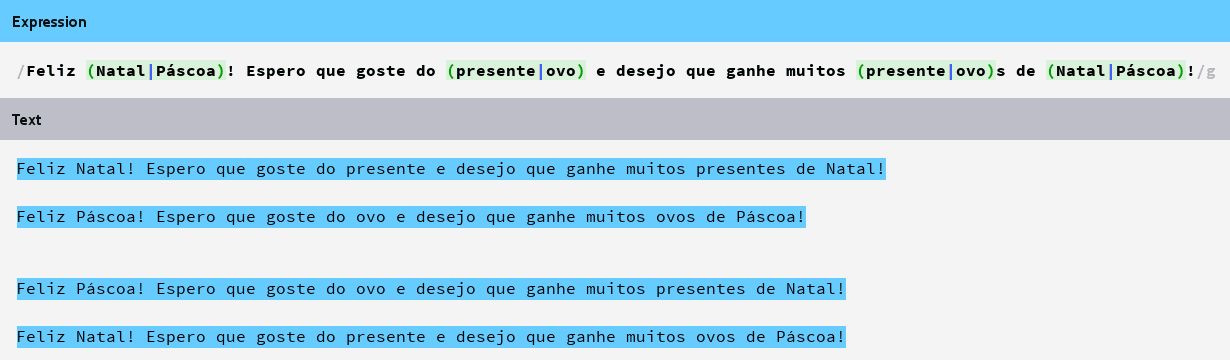 Expression
/Feliz (Natal|Páscoa)! Espero que goste do (presente|ovo) e desejo que ganhe muitos (presente|ovo)s de (Natal|Páscoa)!/g
Text
Feliz Natal! Espero que goste do presente e desejo que ganhe muitos presentes de Natal!
Feliz Páscoa! Espero que goste do ovo e desejo que ganhe muitos ovos de Páscoa!
Feliz Páscoa! Espero que goste do ovo e desejo que ganhe muitos presentes de Natal!
Feliz Natal! Espero que goste do presente e desejo que ganhe muitos ovos de Páscoa!